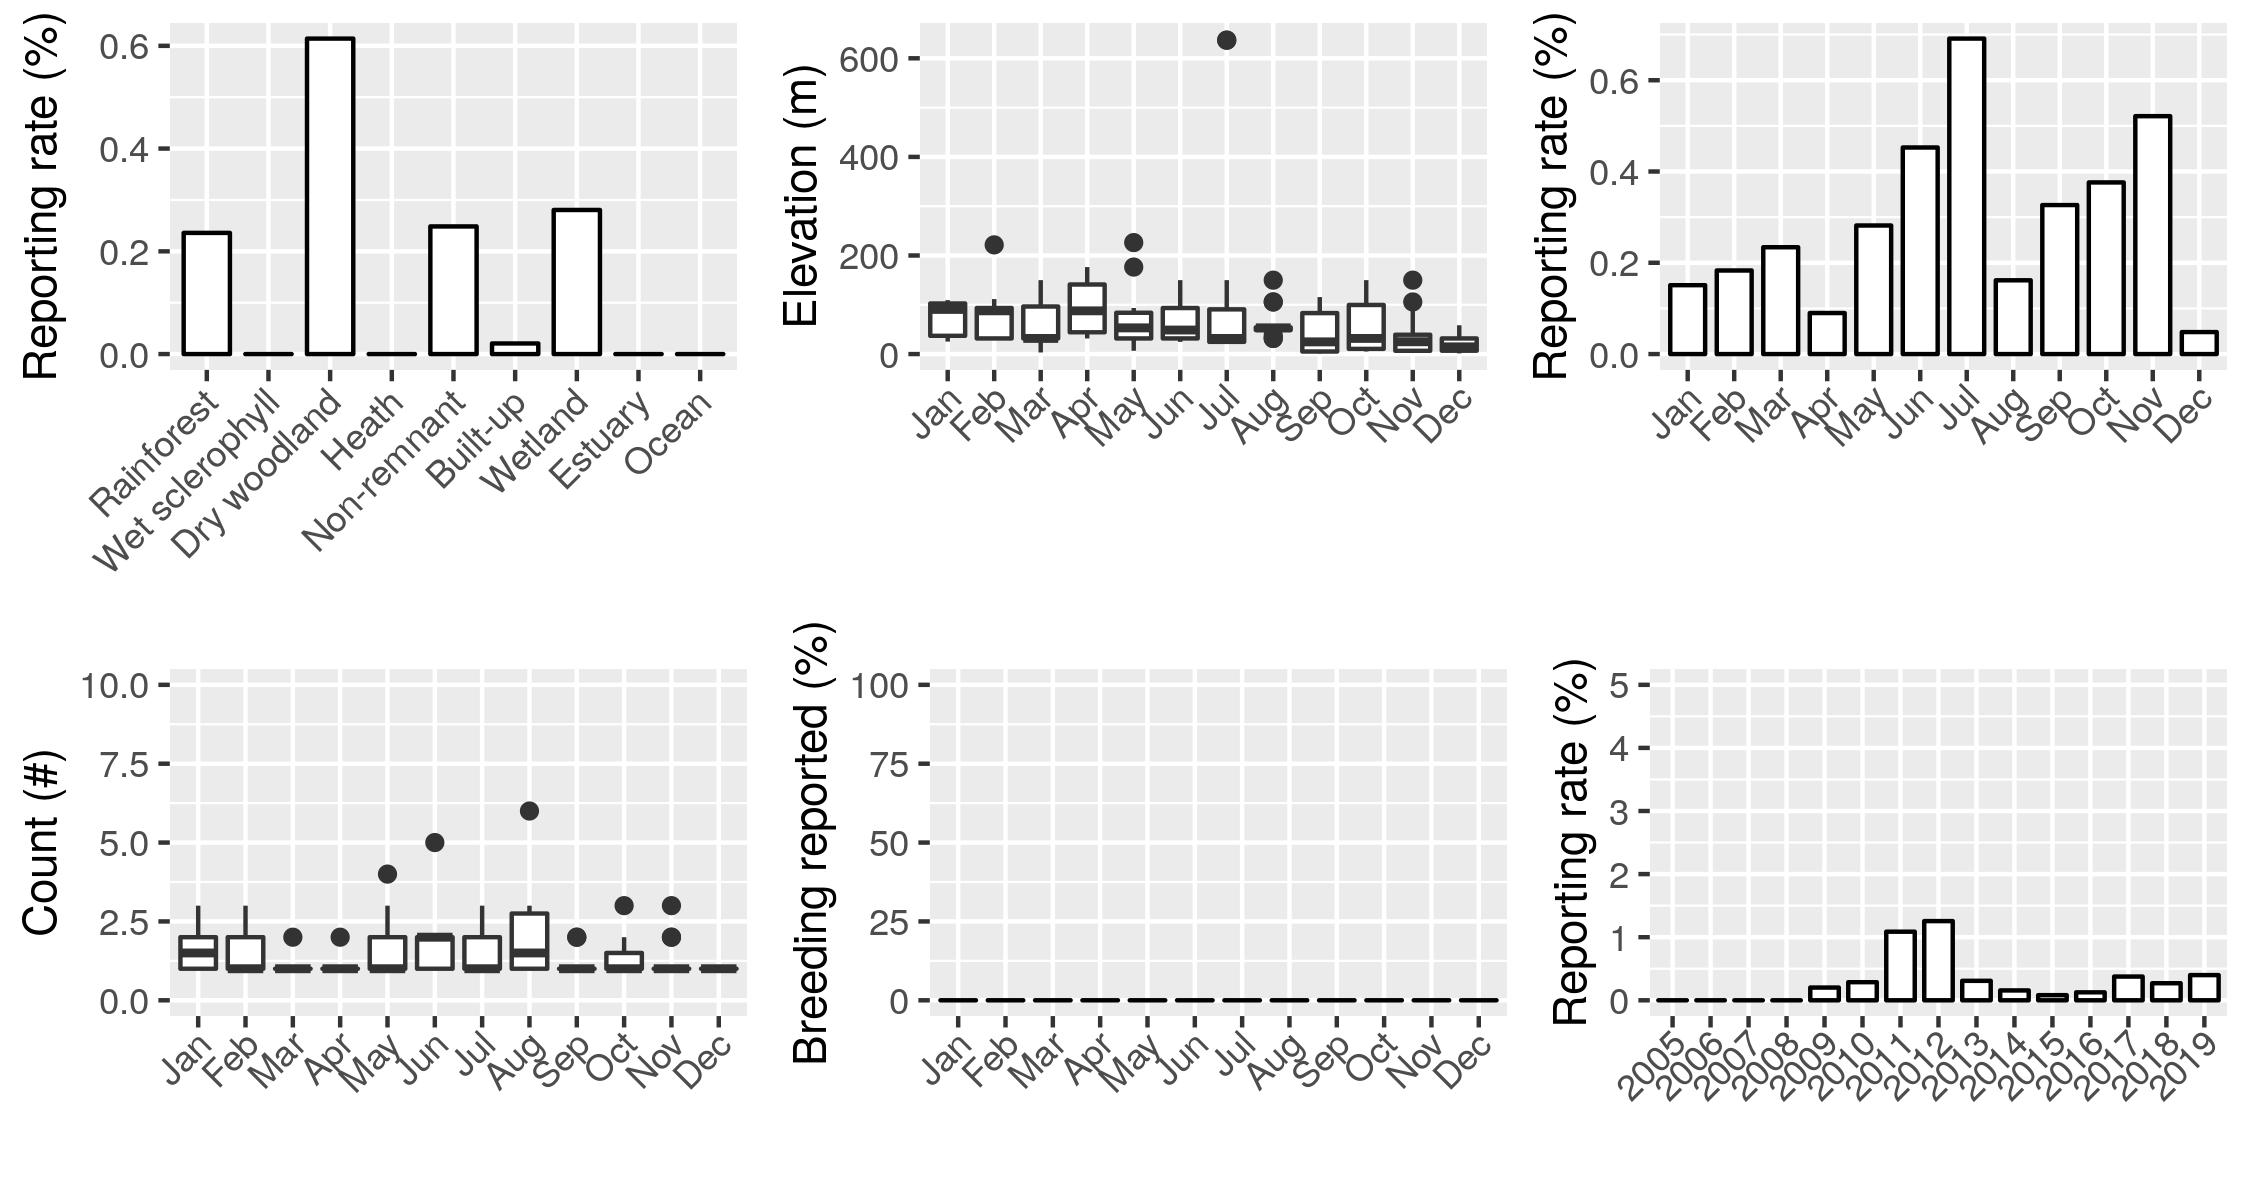 Reporting rate (%)
0.6
0.4
0.2
0.0
Rainforest
Wet sclerophyll
Dry woodland
Heath
Non-remnant
Built-up
Wetland
Estuary
Ocean
Elevation (m)
600
400
200
0
Jan
Feb
Mar
Apr
May
Jun
Jul
Aug
Sep
Oct
Nov
Dec
Reporting rate (%)
0.6
0.4
0.2
0.0
Jan
Feb
Mar
Apr
May
Jun
Jul
Aug
Sep
Oct
Nov
Dec
Count (#)
10.0
7.5
5.0
2.5
0.0
Jan
Feb
Mar
Apr
May
Jun
Jul
Aug
Sep
Oct
Nov
Dec
Breeding reported (%)
100
75
50
25
0
Jan
Feb
Mar
Apr
May
Jun
Jul
Aug
Sep
Oct
Nov
Dec
Reporting rate (%)
5
4
3
2
1
0
2005
2006
2007
2008
2009
2010
2011
2012
2013
2014
2015
2016
2017
2018
2019